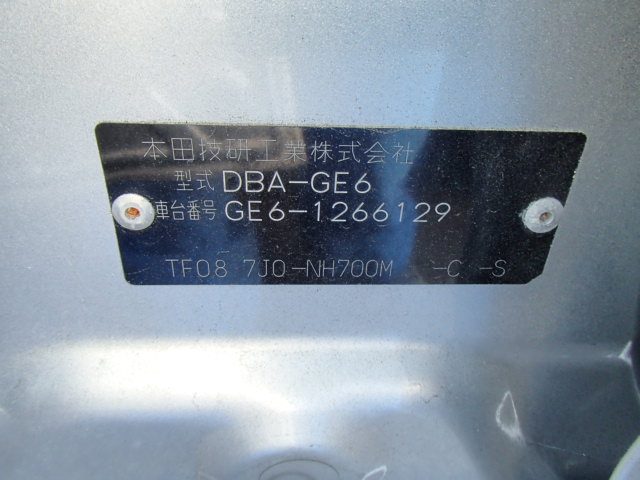 本田技研工業株式会社
型式 DBA-GE6
車台番号 GE6-1266129
TF08 7J0-NH700M -C -S